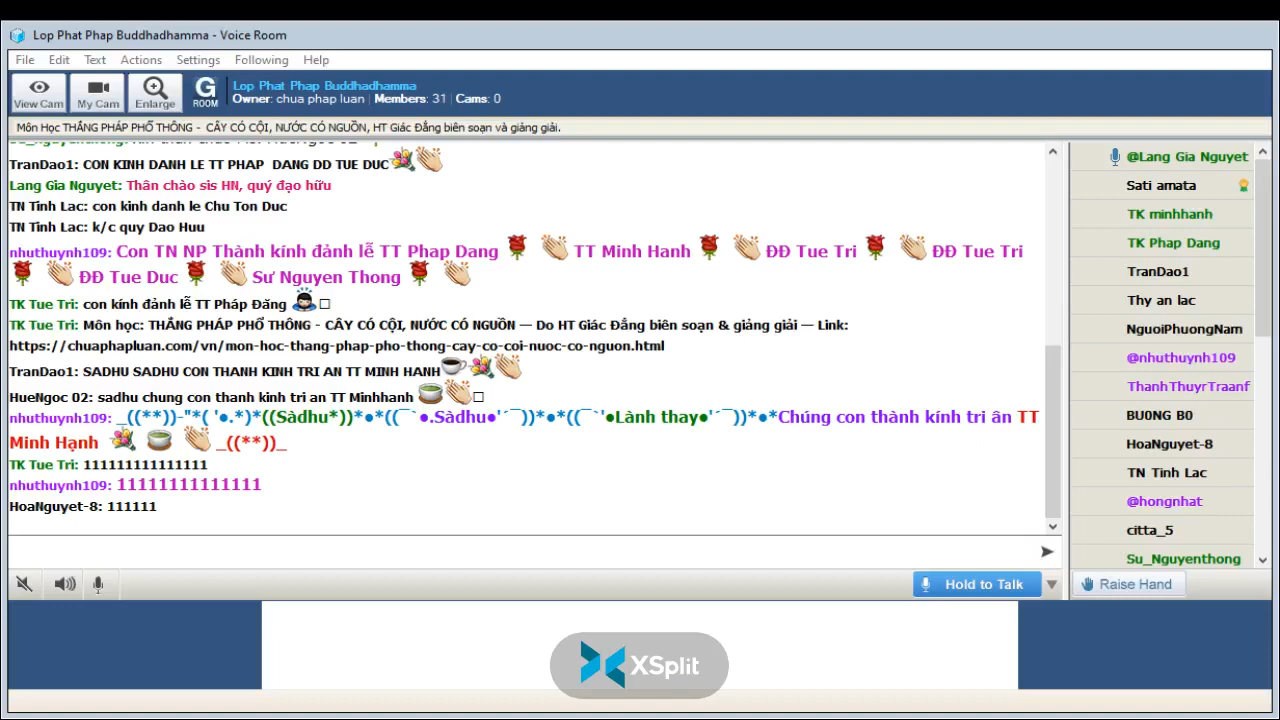 Lop Phat Phap Buddhadhamma - Voice Room
File Edit Text Actions Settings Following Help
View Cam My Cam Enlarge G ROOM
Lop Phat Phap Buddhadhamma
Owner: chua phap luan | Members: 31 | Cams: 0
Môn Học THẮNG PHÁP PHỔ THÔNG - CÂY CÓ CỘI, NƯỚC CÓ NGUỒN, HT Giác Đẳng biên soạn và giảng giải.
TranDao1: CON KINH DANH LE TT PHAP DANG DD TUE DUC
Lang Gia Nguyet: Thân chào sis HN, quý đạo hữu
TN Tinh Lac: con kinh danh le Chu Ton Duc
TN Tinh Lac: k/c quy Dao Huu
nhuthuynh109: Con TN NP Thành kính đảnh lễ TT Phap Dang 🌹 👏 TT Minh Hanh 🌹 👏 ĐĐ Tue Tri 🌹 👏 ĐĐ Tue Tri
🌹 👏 ĐĐ Tue Duc 🌹 👏 Sư Nguyen Thong 🌹 👏
TK Tue Tri: con kính đảnh lễ TT Pháp Đăng
TK Tue Tri: Môn học: THẮNG PHÁP PHỔ THÔNG - CÂY CÓ CỘI, NƯỚC CÓ NGUỒN — Do HT Giác Đẳng biên soạn & giảng giải — Link:
https://chuaphapluan.com/vn/mon-hoc-thang-phap-pho-thong-cay-co-coi-nuoc-co-nguon.html
TranDao1: SADHU SADHU CON THANH KINH TRI AN TT MINH HANH
HueNgoc 02: sadhu chung con thanh kinh tri an TT Minhhanh
nhuthuynh109: _((**))-"*( '●.*)*((Sàdhu*))*●*((¯`●.Sàdhu●'´¯))*●*((¯`'●Lành thay●'´¯))*●*Chúng con thành kính tri ân TT
Minh Hạnh _((**))_
TK Tue Tri: 111111111111111
nhuthuynh109: 11111111111111
HoaNguyet-8: 111111
Hold to Talk
@Lang Gia Nguyet
Sati amata
TK minhhanh
TK Phap Dang
TranDao1
Thy an lac
NguoiPhuongNam
@nhuthuynh109
ThanhThuyrTraanf
BU0NG B0
HoaNguyet-8
TN Tinh Lac
@hongnhat
citta_5
Su_Nguyenthong
Raise Hand
XSplit